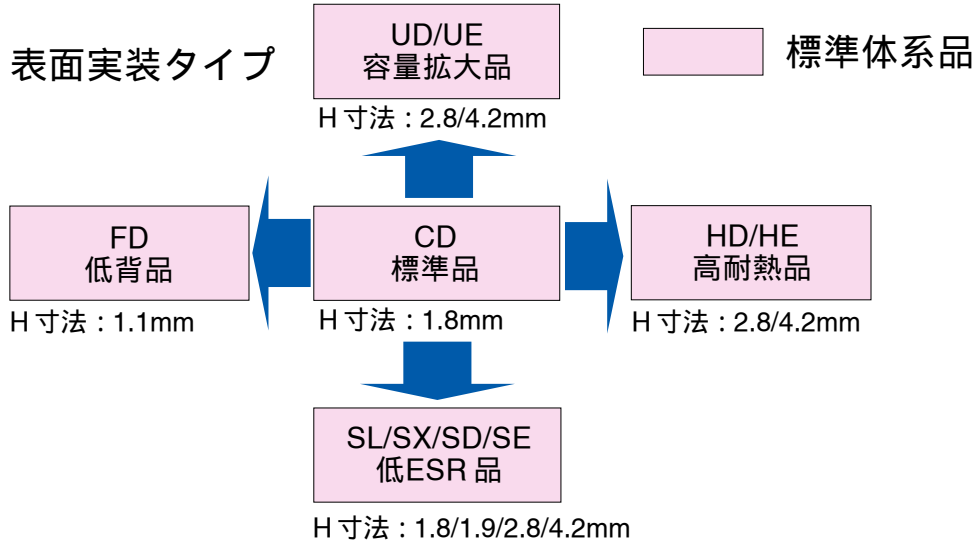 表面実装タイプ
UD/UE
容量拡大品
H 寸法 : 2.8/4.2mm
標準体系品
FD
低背品
H 寸法 : 1.1mm
CD
標準品
H 寸法 : 1.8mm
HD/HE
高耐熱品
H 寸法 : 2.8/4.2mm
SL/SX/SD/SE
低ESR 品
H 寸法 : 1.8/1.9/2.8/4.2mm